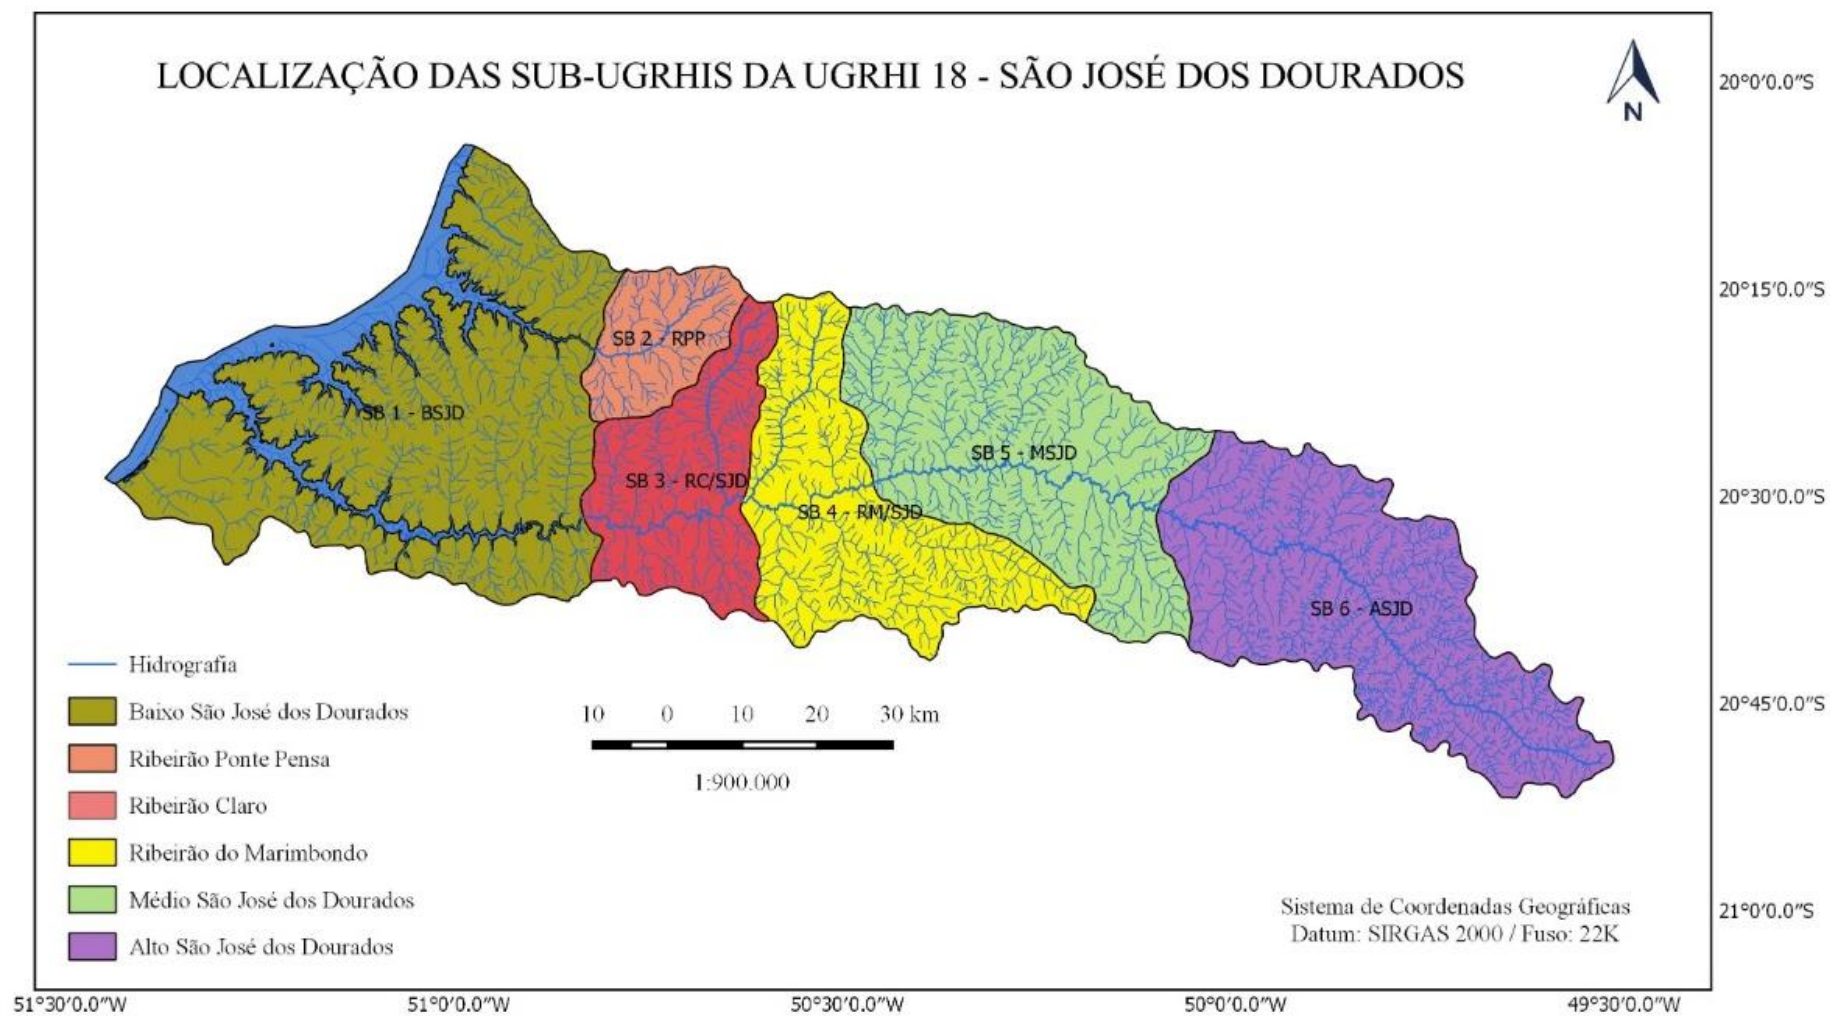 LOCALIZAÇÃO DAS SUB-UGRHIS DA UGRHI 18 - SÃO JOSÉ DOS DOURADOS
N
20°0'0.0"S
20°15'0.0"S
20°30'0.0"S
20°45'0.0"S
21°0'0.0"S
SB 2 - RPP
SB 1 - BSJD
SB 5 - MSJD
SB 3 - RC/SJD
SB 4 - RM/SJD
SB 6 - ASJD
Hidrografia
Baixo São José dos Dourados
Ribeirão Ponte Pensa
Ribeirão Claro
Ribeirão do Marimbondo
Médio São José dos Dourados
Alto São José dos Dourados
10 0 10 20 30 km
1:900.000
Sistema de Coordenadas Geográficas
Datum: SIRGAS 2000 / Fuso: 22K
51°30'0.0"W 51°0'0.0"W 50°30'0.0"W 50°0'0.0"W 49°30'0.0"W